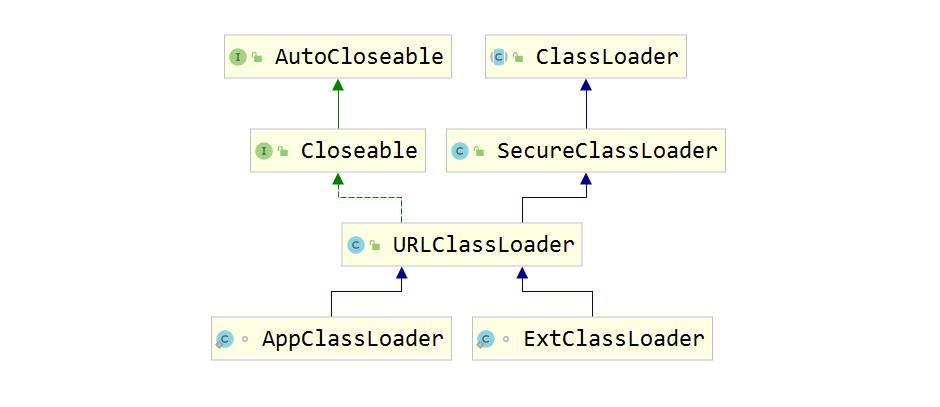 I AutoCloseable
C ClassLoader
I Closeable
C SecureClassLoader
C URLClassLoader
C AppClassLoader
C ExtClassLoader